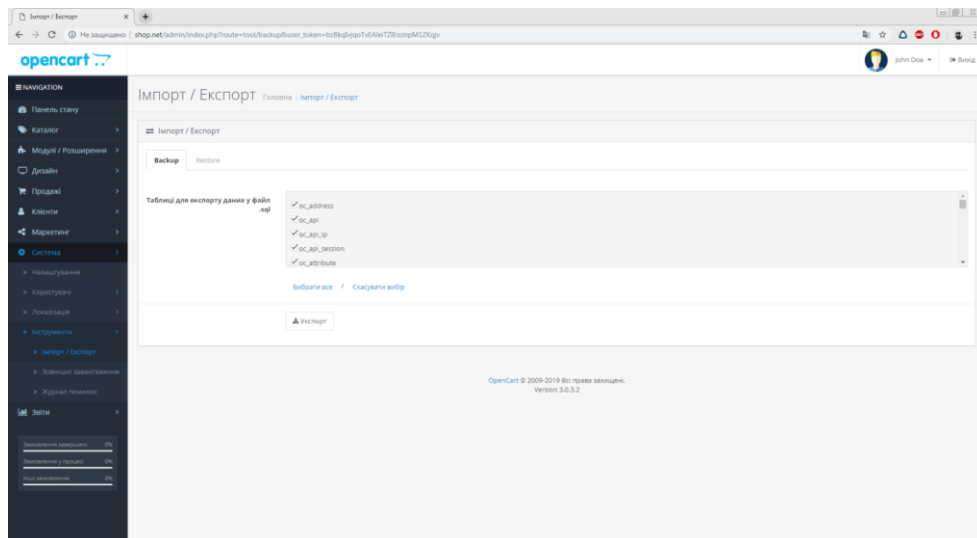 Імпорт / Експорт
Не защищено | shop.net/admin/index.php?route=tool/backup&user_token=
opencart
John Doe
Вихід
NAVIGATION
Імпорт / Експорт
Головна › Імпорт / Експорт
Панель стану
Каталог
Імпорт / Експорт
Модулі / Розширення
Backup
Restore
Дизайн
Продажі
Таблиці для експорту даних у файл
.sql
oc_address
oc_api
oc_api_ip
oc_api_session
oc_attribute
Клієнти
Маркетинг
Система
Налаштування
Вибрати все / Скасувати вибір
Користувачі
Локалізація
Інструменти
Укспорт
Імпорт / Експорт
Зовнішні завантаження
Журнал помилок
OpenCart © 2009-2019 Всі права захищені.
Version 3.0.3.2
Звіти
Замовлення завершені 0%
Замовлення у процесі 0%
Інші замовлення 0%